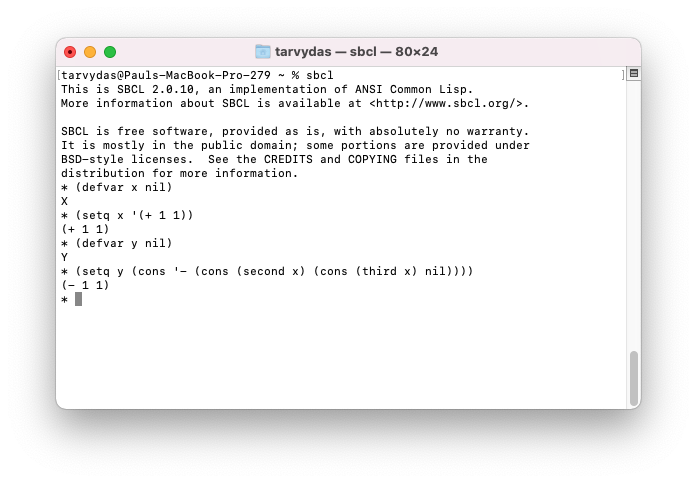 tarvydas — sbcl — 80×24
[tarvydas@Pauls-MacBook-Pro-279 ~ % sbcl ]
This is SBCL 2.0.10, an implementation of ANSI Common Lisp.
More information about SBCL is available at <http://www.sbcl.org/>.
SBCL is free software, provided as is, with absolutely no warranty.
It is mostly in the public domain; some portions are provided under
BSD-style licenses.  See the CREDITS and COPYING files in the
distribution for more information.
* (defvar x nil)
X
* (setq x '(+ 1 1))
(+ 1 1)
* (defvar y nil)
Y
* (setq y (cons '- (cons (second x) (cons (third x) nil))))
(- 1 1)
*